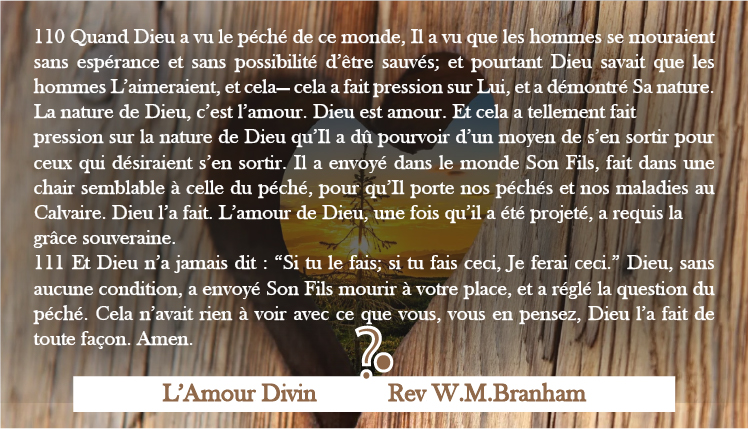 110 Quand Dieu a vu le péché de ce monde, Il a vu que les hommes se mouraient
sans espérance et sans possibilité d’être sauvés; et pourtant Dieu savait que les
hommes L’aimeraient, et cela— cela a fait pression sur Lui, et a démontré Sa nature.
La nature de Dieu, c’est l’amour. Dieu est amour. Et cela a tellement fait
pression sur la nature de Dieu qu’Il a dû pourvoir d’un moyen de s’en sortir pour
ceux qui désiraient s’en sortir. Il a envoyé dans le monde Son Fils, fait dans une
chair semblable à celle du péché, pour qu’Il porte nos péchés et nos maladies au
Calvaire. Dieu l’a fait. L’amour de Dieu, une fois qu’il a été projeté, a requis la
grâce souveraine.
111 Et Dieu n’a jamais dit : “Si tu le fais; si tu fais ceci, Je ferai ceci.” Dieu, sans
aucune condition, a envoyé Son Fils mourir à votre place, et a réglé la question du
péché. Cela n’avait rien à voir avec ce que vous, vous en pensez, Dieu l’a fait de
toute façon. Amen.
?
L’Amour Divin Rev W.M.Branham